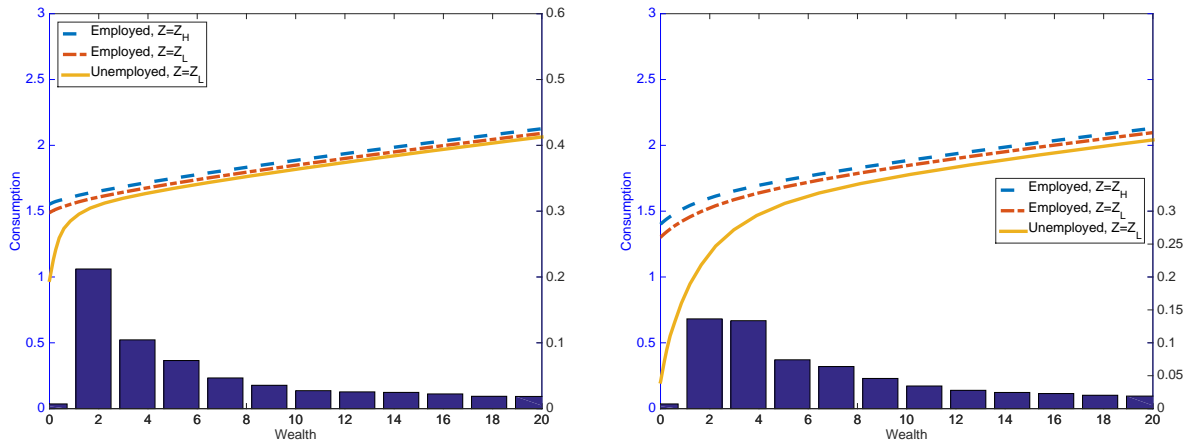 3
2.5
2
1.5
1
0.5
0
Consumption
Employed, Z=Z_H
Employed, Z=Z_L
Unemployed, Z=Z_L
0.6
0.5
0.4
0.3
0.2
0.1
0
0 2 4 6 8 10 12 14 16 18 20
Wealth
3
2.5
2
1.5
1
0.5
0
Consumption
Employed, Z=Z_H
Employed, Z=Z_L
Unemployed, Z=Z_L
0.3
0.25
0.2
0.15
0.1
0.05
0
0 2 4 6 8 10 12 14 16 18 20
Wealth